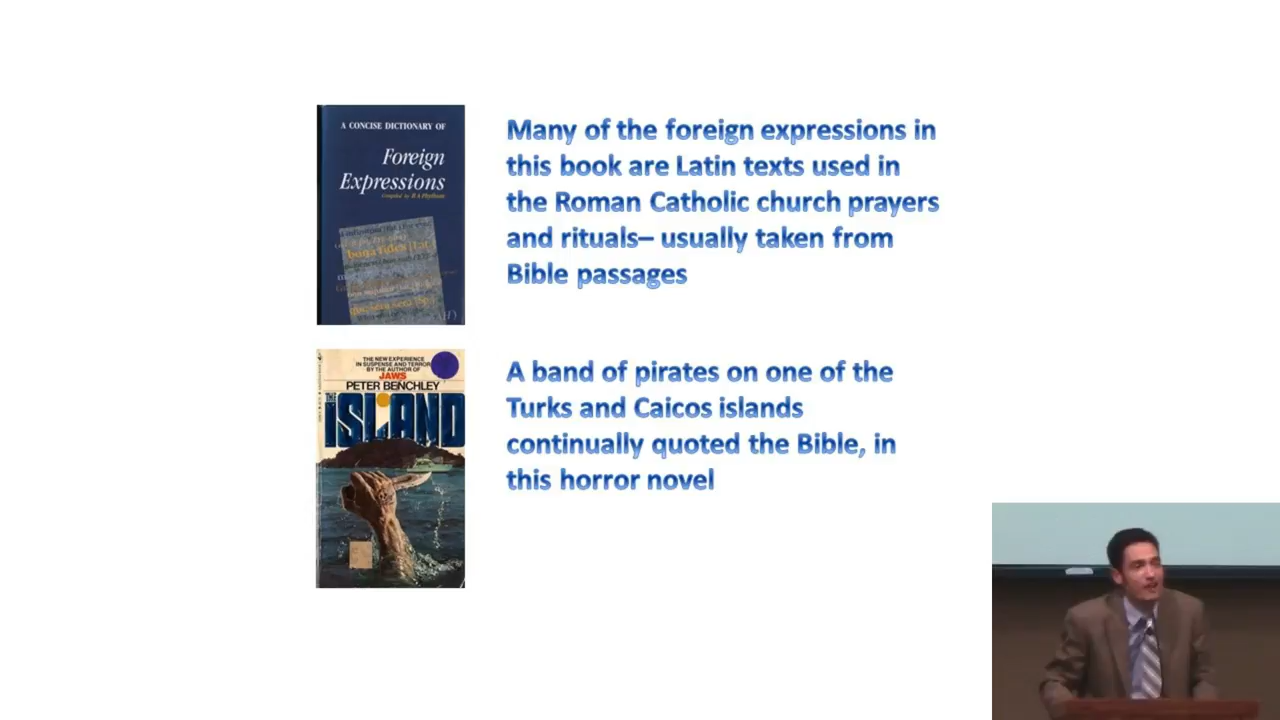 A CONCISE DICTIONARY OF
Foreign
Expressions
Many of the foreign expressions in
this book are Latin texts used in
the Roman Catholic church prayers
and rituals– usually taken from
Bible passages
THE NEW EXPERIENCE
IN SUSPENSE AND TERROR
BY THE AUTHOR OF
JAWS
PETER BENCHLEY
THE
ISLAND
A band of pirates on one of the
Turks and Caicos islands
continually quoted the Bible, in
this horror novel